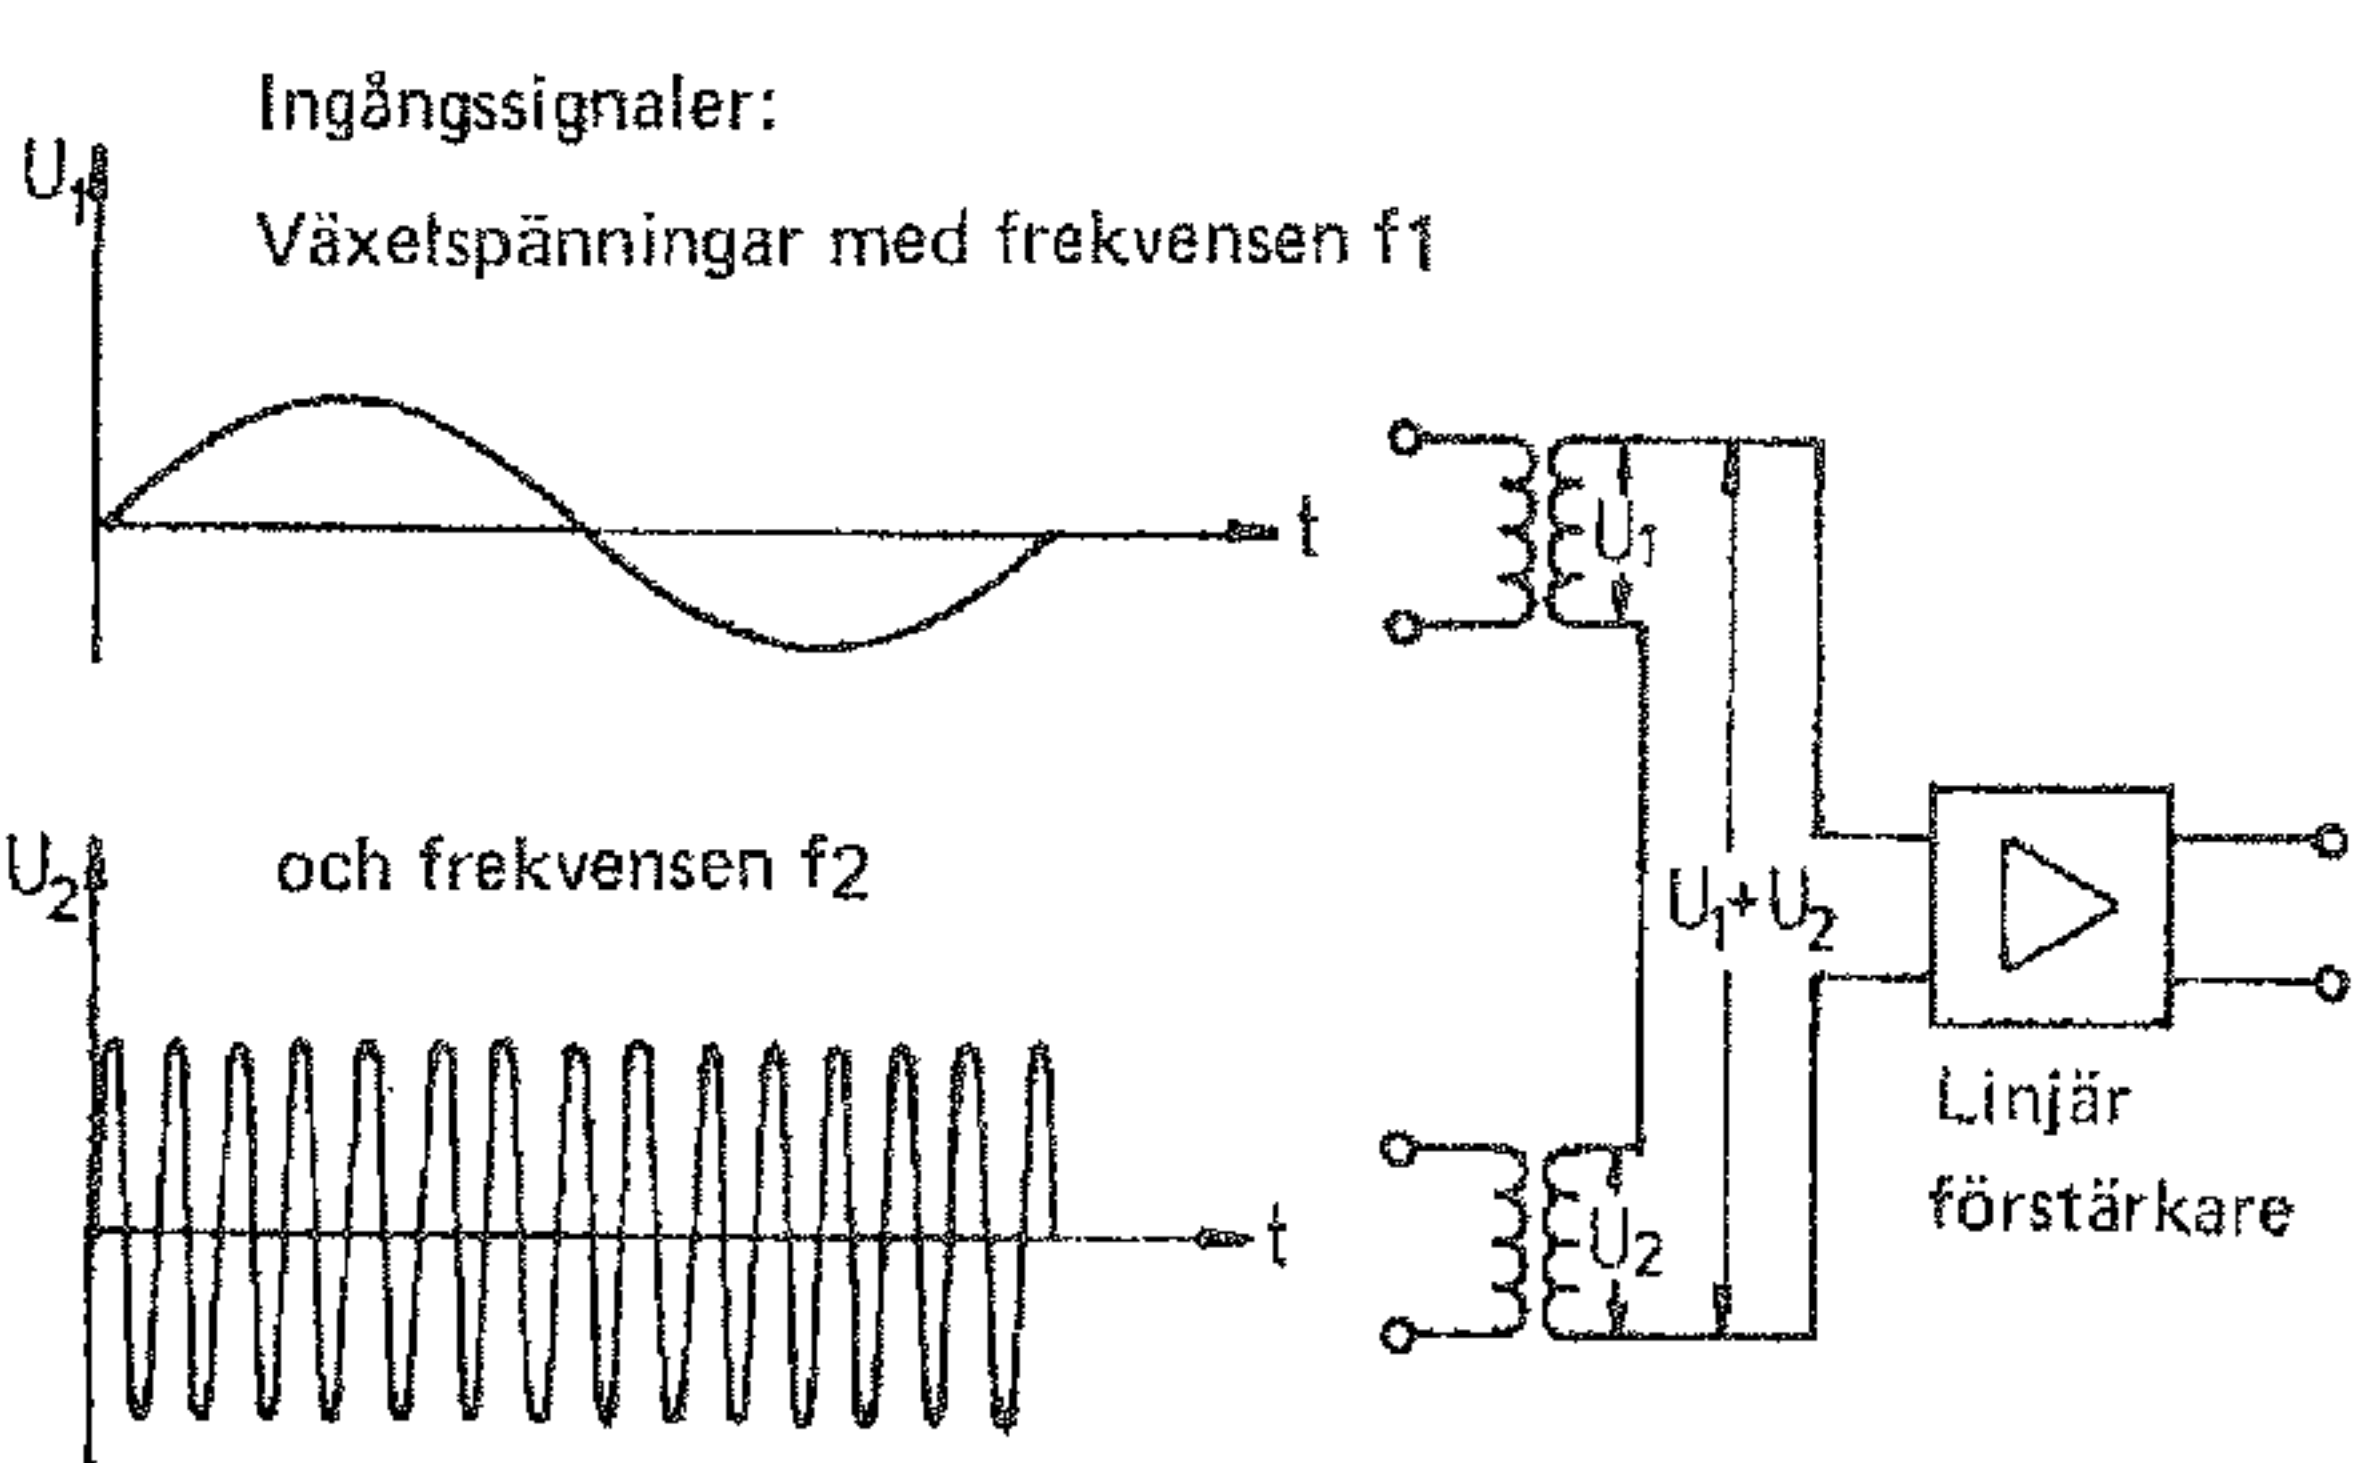 Ingångssignaler:
U1
Växelspänningar med frekvensen f1
t
U1
U2
och frekvensen f2
U1+U2
t
U2
Linjär
förstärkare